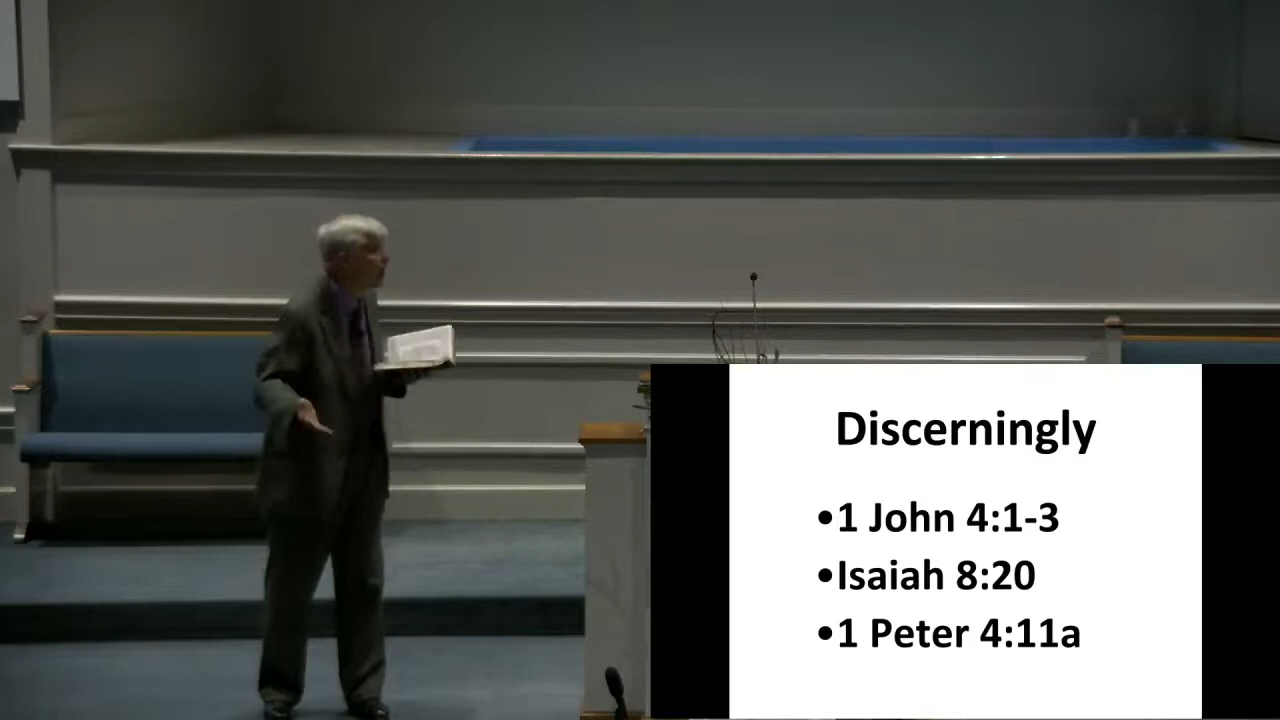 Discerningly
•1 John 4:1-3
•Isaiah 8:20
•1 Peter 4:11a